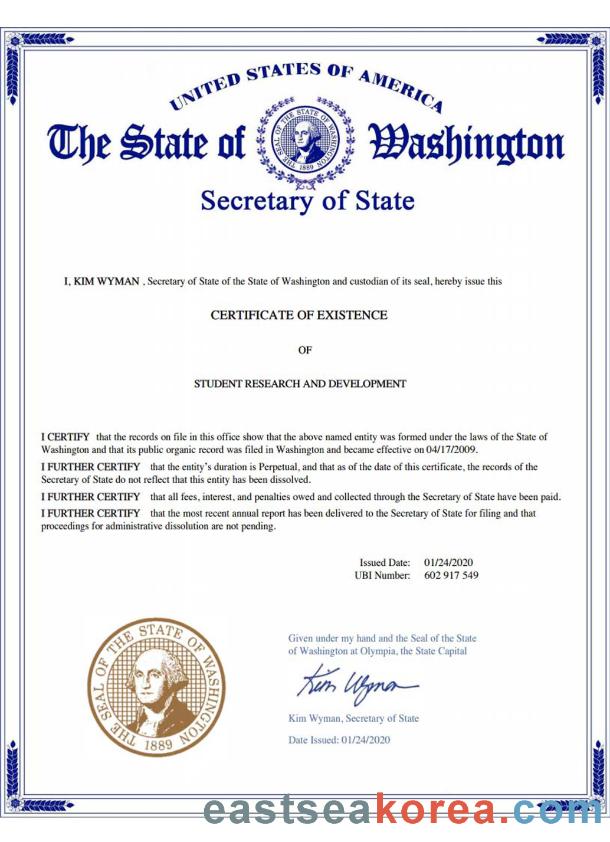 UNITED STATES OF AMERICA
The State of Washington
THE SEAL OF THE STATE OF WASHINGTON
1889
Secretary of State
I, KIM WYMAN , Secretary of State of the State of Washington and custodian of its seal, hereby issue this
CERTIFICATE OF EXISTENCE
OF
STUDENT RESEARCH AND DEVELOPMENT
I CERTIFY that the records on file in this office show that the above named entity was formed under the laws of the State of
Washington and that its public organic record was filed in Washington and became effective on 04/17/2009.
I FURTHER CERTIFY that the entity's duration is Perpetual, and that as of the date of this certificate, the records of the
Secretary of State do not reflect that this entity has been dissolved.
I FURTHER CERTIFY that all fees, interest, and penalties owed and collected through the Secretary of State have been paid.
I FURTHER CERTIFY that the most recent annual report has been delivered to the Secretary of State for filing and that
proceedings for administrative dissolution are not pending.
Issued Date: 01/24/2020
UBI Number: 602 917 549
THE SEAL OF THE STATE OF WASHINGTON
1889
Given under my hand and the Seal of the State
of Washington at Olympia, the State Capital
Kim Wyman
Kim Wyman, Secretary of State
Date Issued: 01/24/2020
eastseakorea.com